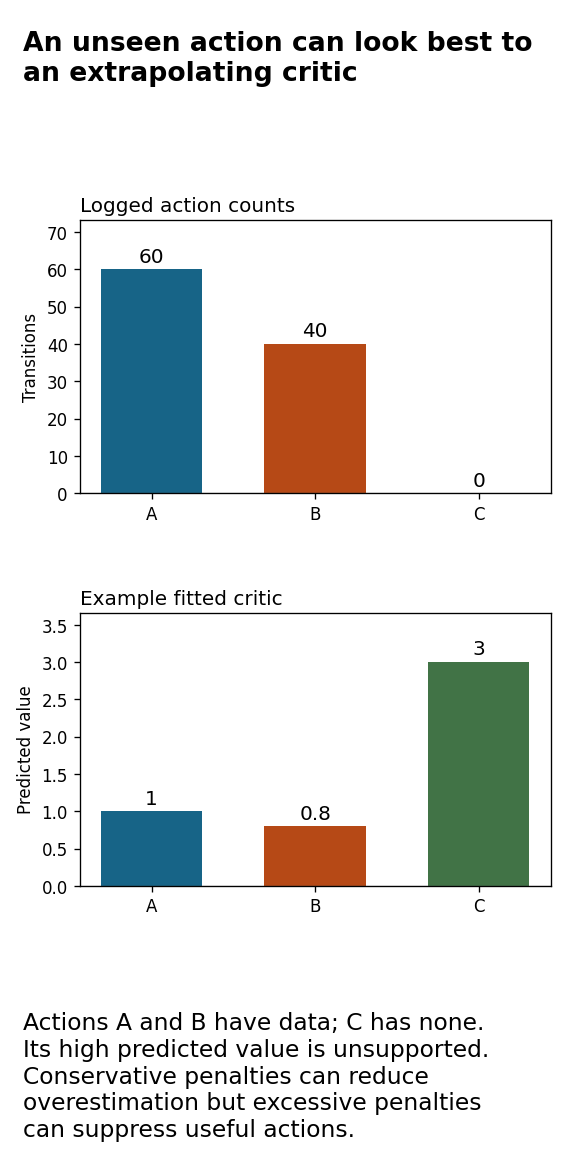 An unseen action can look best to
an extrapolating critic
Logged action counts
Transitions
70
60
50
40
30
20
10
0
60
40
0
A B C
Example fitted critic
Predicted value
3.5
3.0
2.5
2.0
1.5
1.0
0.5
0.0
1
0.8
3
A B C
Actions A and B have data; C has none.
Its high predicted value is unsupported.
Conservative penalties can reduce
overestimation but excessive penalties
can suppress useful actions.